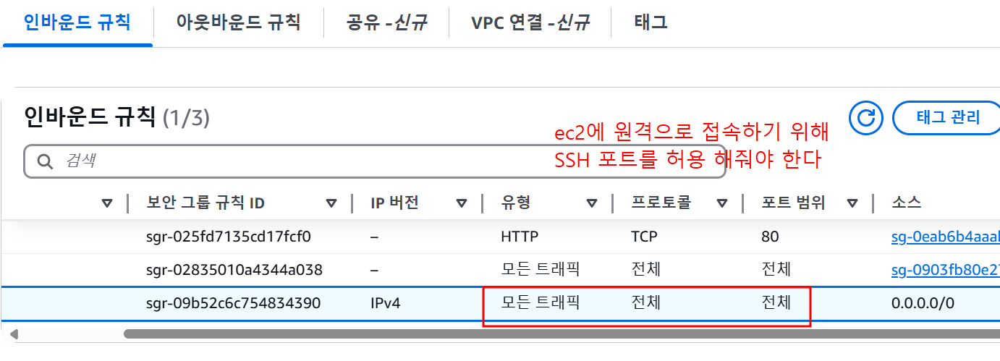 인바운드 규칙 아웃바운드 규칙 공유 -신규 VPC 연결 -신규 태그
인바운드 규칙 (1/3)
태그 관리
ec2에 원격으로 접속하기 위해
SSH 포트를 허용 해줘야 한다
검색
보안 그룹 규칙 ID IP 버전 유형 프로토콜 포트 범위 소스
sgr-025fd7135cd17fcf0 – HTTP TCP 80
sgr-02835010a4344a038 – 모든 트래픽 전체 전체
sgr-09b52c6c754834390 IPv4 모든 트래픽 전체 전체 0.0.0.0/0